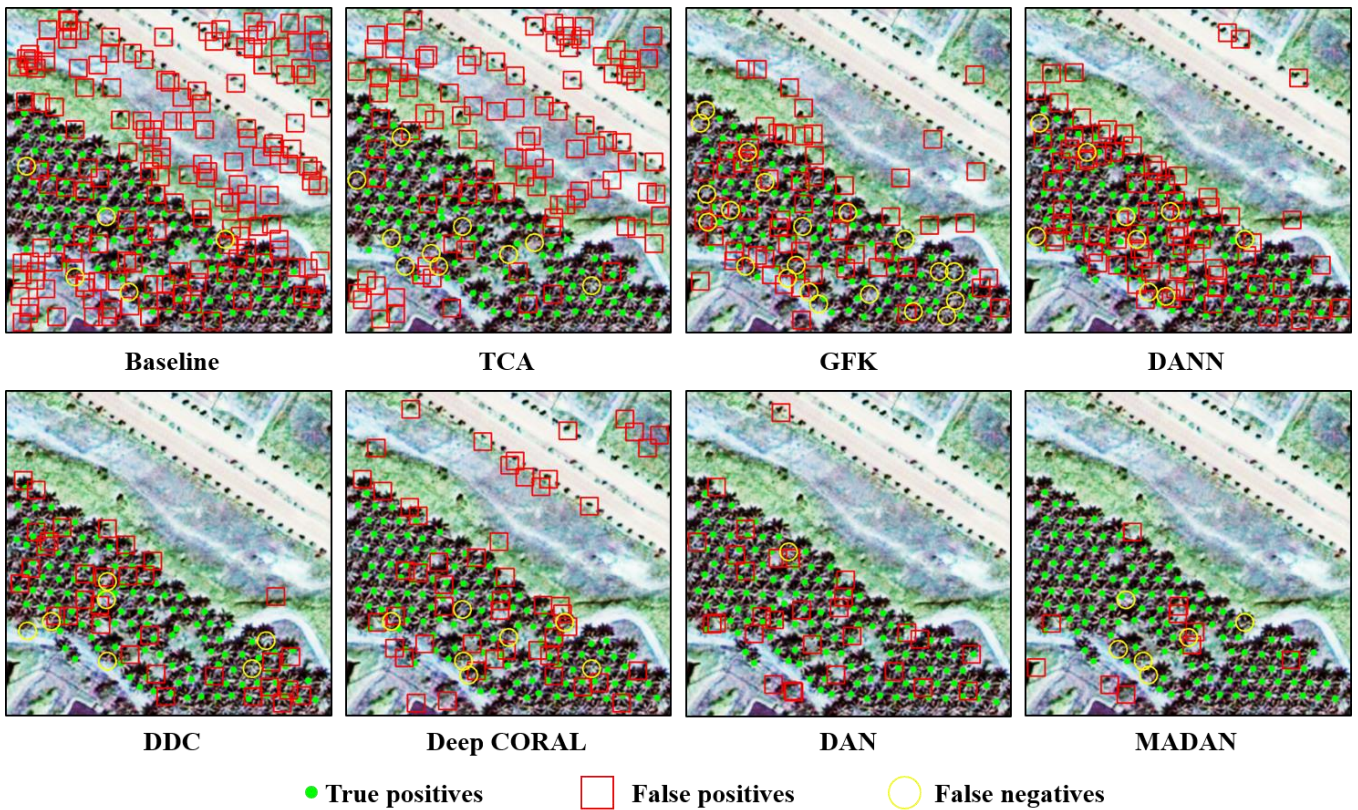 Baseline TCA GFK DANN
DDC Deep CORAL DAN MADAN
True positives False positives False negatives